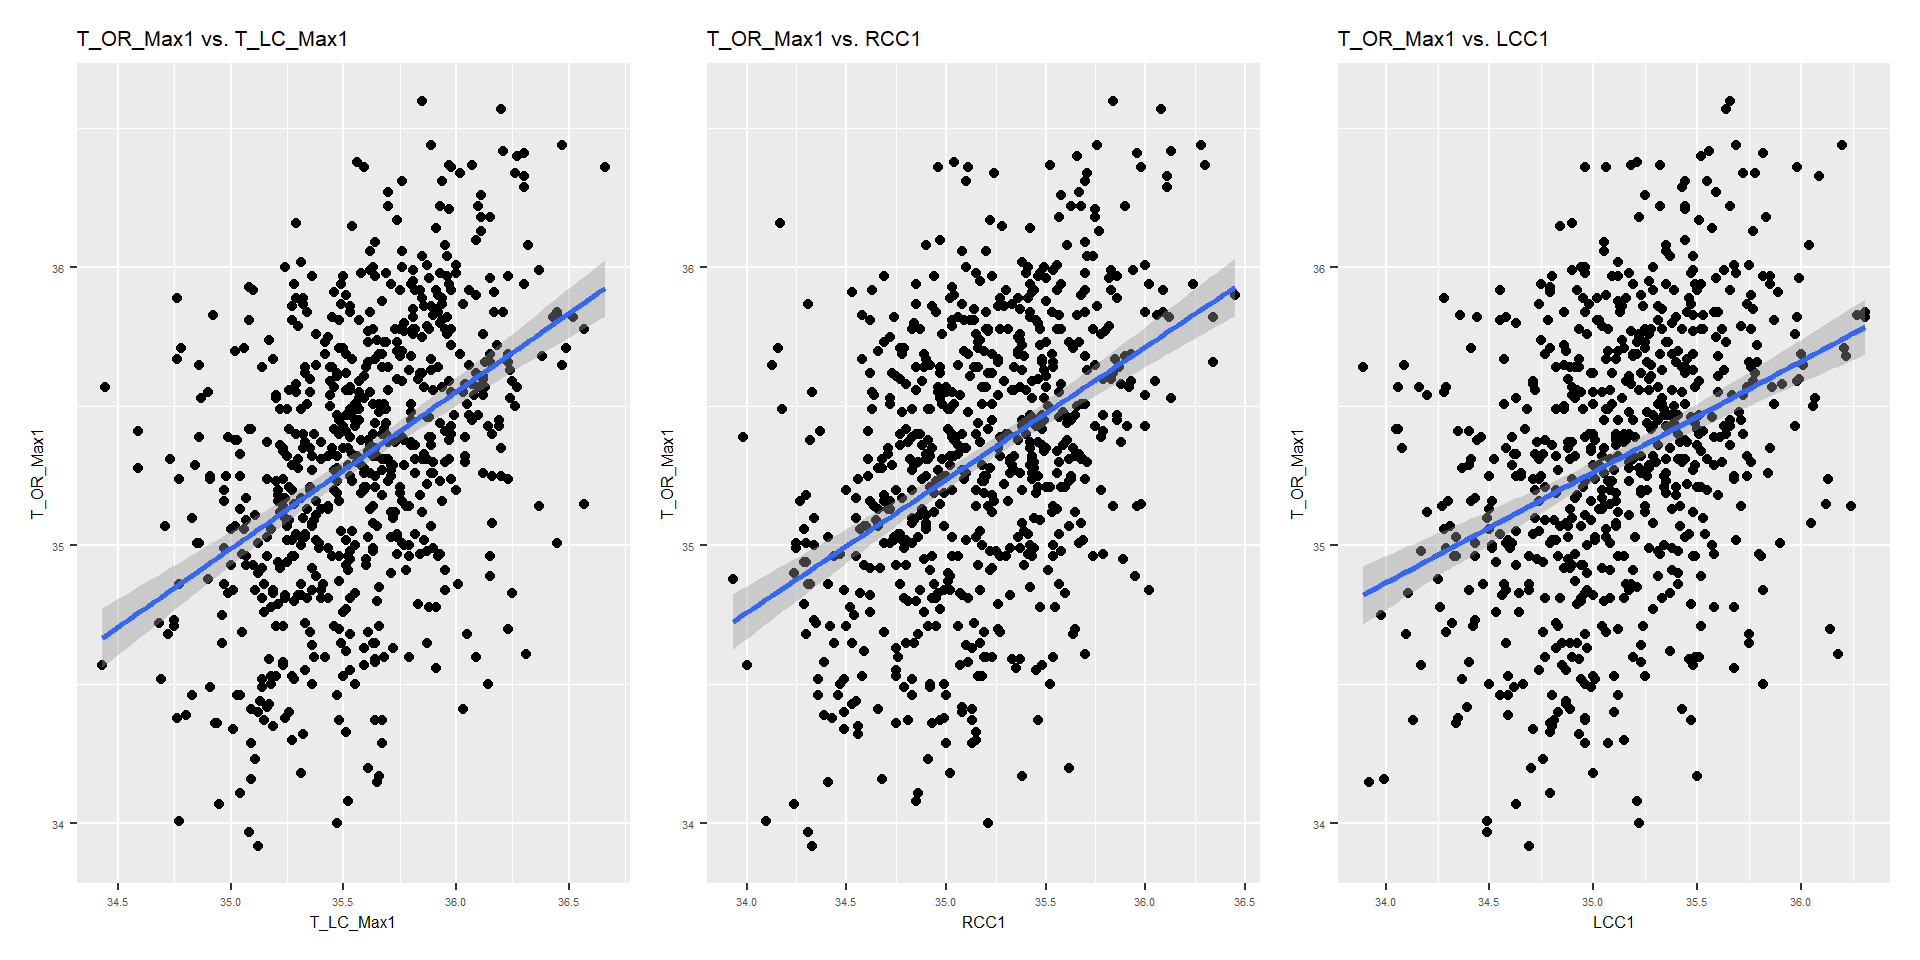 T_OR_Max1 vs. T_LC_Max1
T_OR_Max1
36
35
34
34.5 35.0 35.5 36.0 36.5
T_LC_Max1
T_OR_Max1 vs. RCC1
T_OR_Max1
36
35
34
34.0 34.5 35.0 35.5 36.0 36.5
RCC1
T_OR_Max1 vs. LCC1
T_OR_Max1
36
35
34
34.0 34.5 35.0 35.5 36.0
LCC1